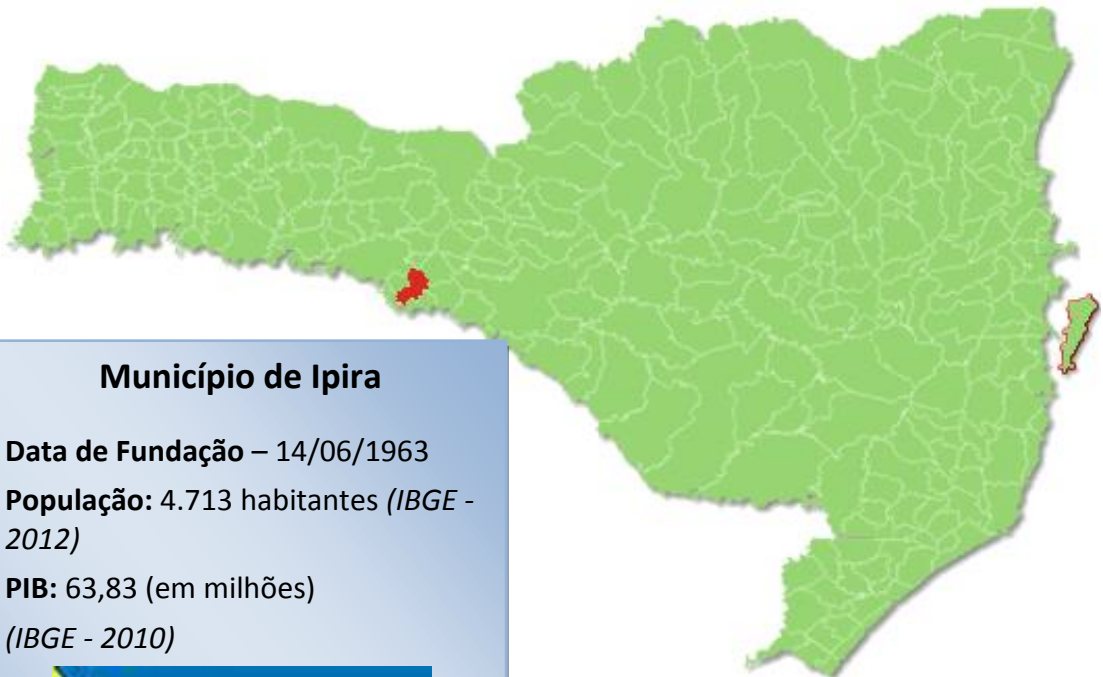 Município de Ipira
Data de Fundação – 14/06/1963
População: 4.713 habitantes (IBGE -
2012)
PIB: 63,83 (em milhões)
(IBGE - 2010)